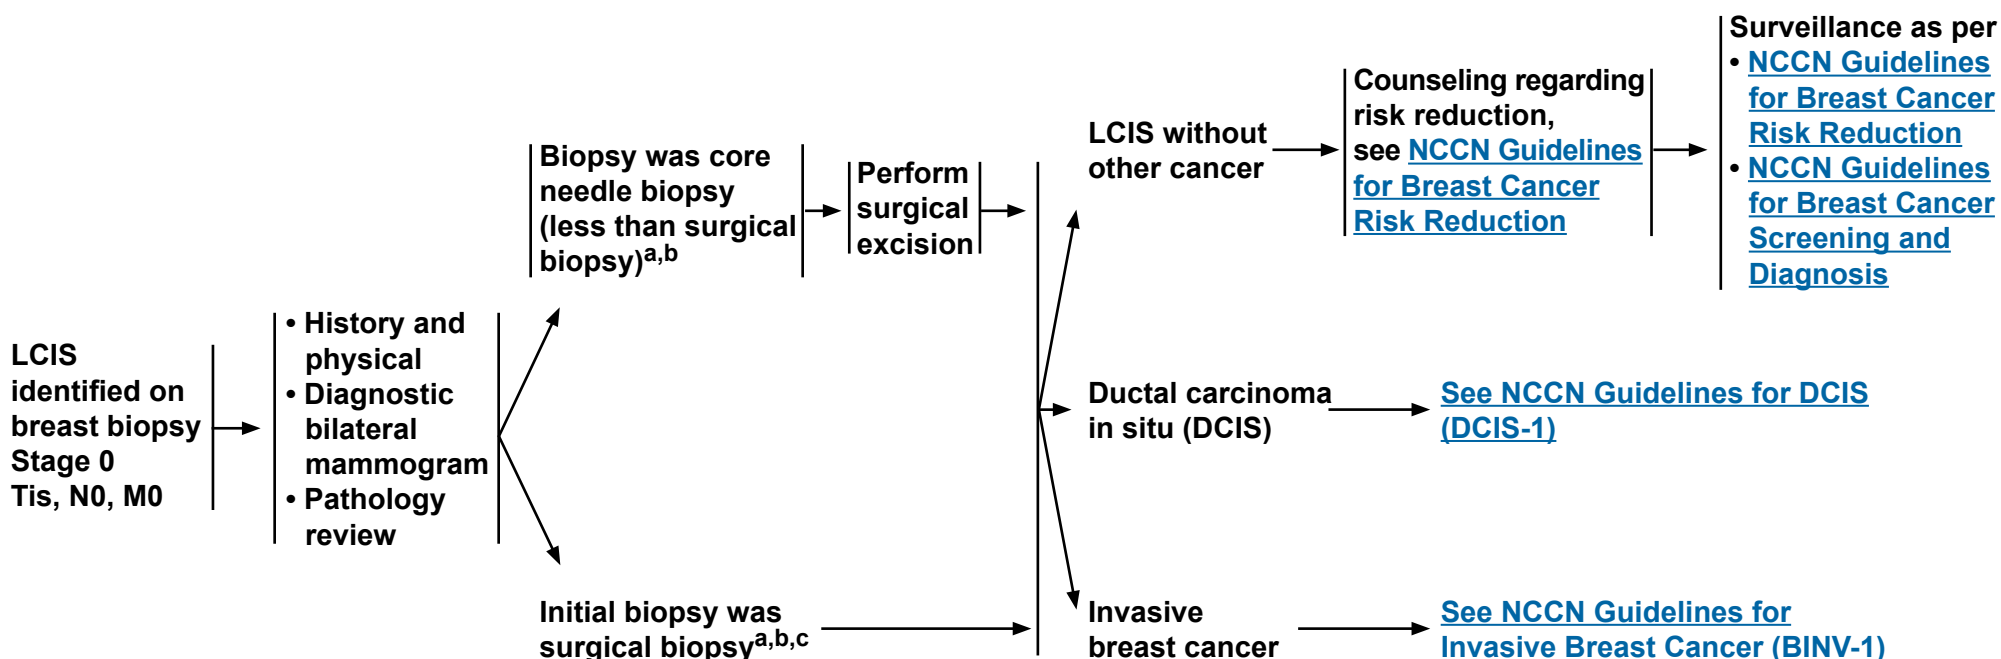 LCIS
identified on
breast biopsy
Stage 0
Tis, N0, M0
• History and
physical
• Diagnostic
bilateral
mammogram
• Pathology
review
Biopsy was core
needle biopsy
(less than surgical
biopsy)a,b
Perform
surgical
excision
Initial biopsy was
surgical biopsya,b,c
LCIS without
other cancer
Counseling regarding
risk reduction,
see NCCN Guidelines
for Breast Cancer
Risk Reduction
Surveillance as per
• NCCN Guidelines
for Breast Cancer
Risk Reduction
• NCCN Guidelines
for Breast Cancer
Screening and
Diagnosis
Ductal carcinoma
in situ (DCIS)
See NCCN Guidelines for DCIS
(DCIS-1)
Invasive
breast cancer
See NCCN Guidelines for
Invasive Breast Cancer (BINV-1)